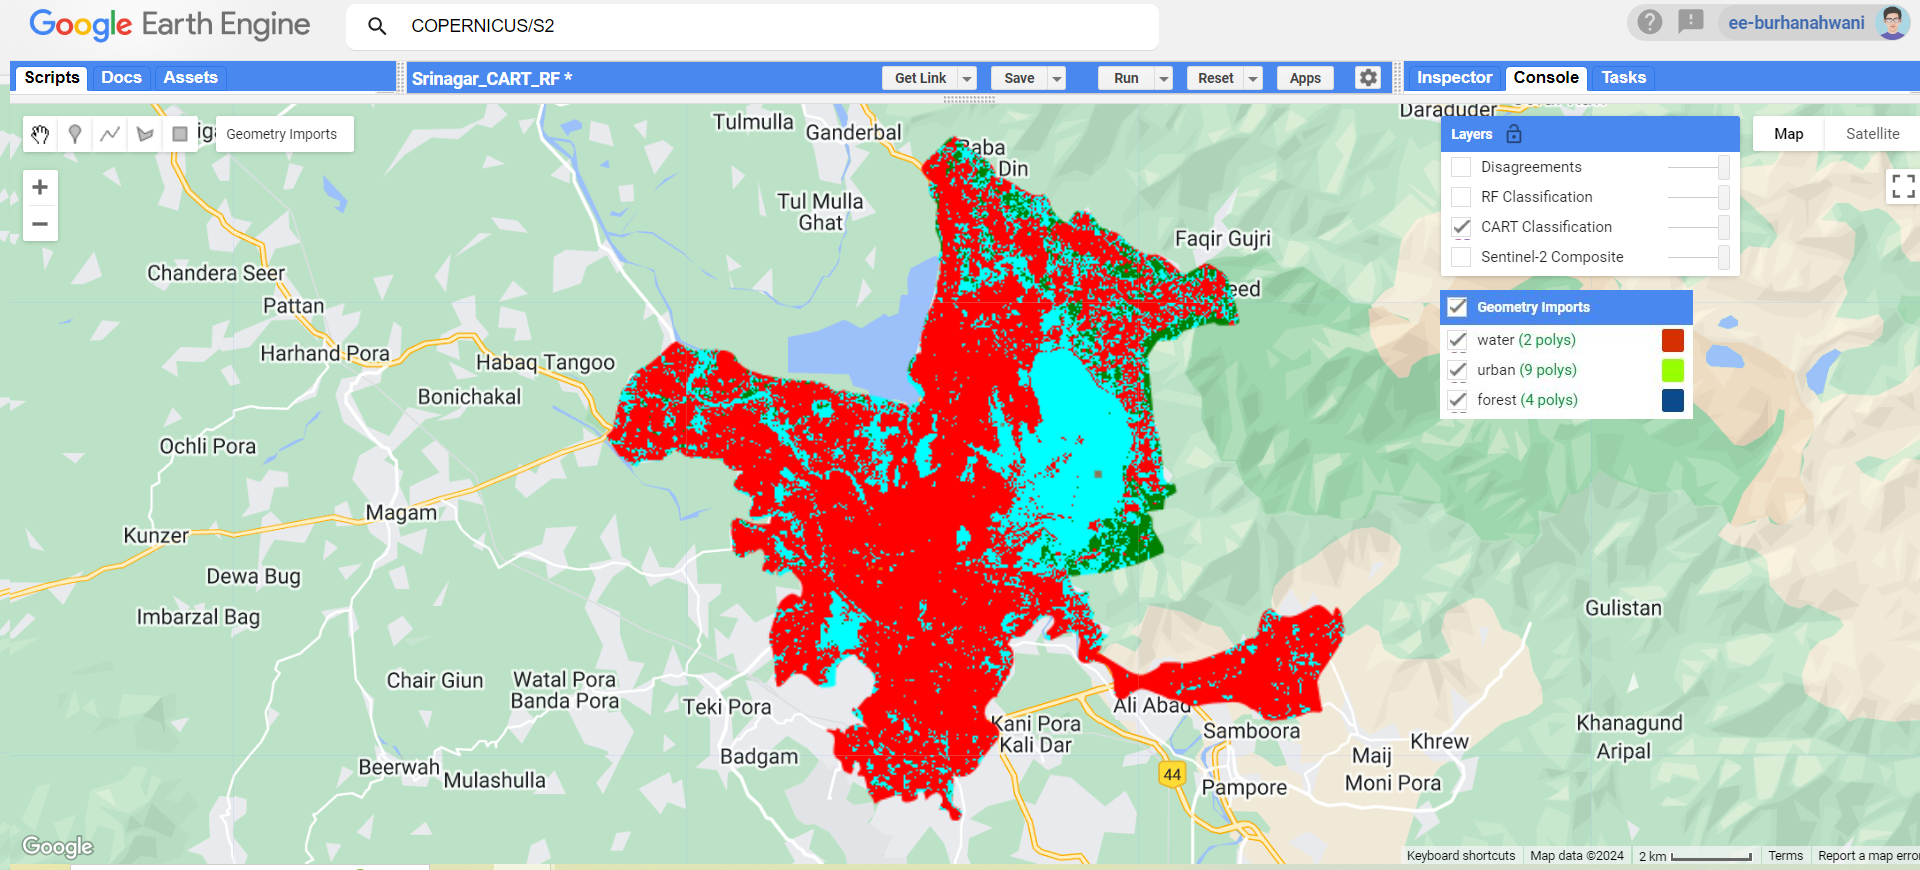 Google Earth Engine
COPERNICUS/S2
ee-burhanahwani
Scripts
Docs
Assets
Srinagar_CART_RF *
Get Link
Save
Run
Reset
Apps
Inspector
Console
Tasks
Geometry Imports
Layers
Disagreements
RF Classification
CART Classification
Sentinel-2 Composite
Map
Satellite
Geometry Imports
water (2 polys)
urban (9 polys)
forest (4 polys)
Daraduder
Tulmulla
Ganderbal
Baba
Din
Tul Mulla
Ghat
Faqir Gujri
Chandera Seer
Pattan
Harhand Pora
Habaq Tangoo
Bonichakal
Ochli Pora
Magam
Kunzer
Dewa Bug
Imbarzal Bag
Gulistan
Chair Giun
Watal Pora
Banda Pora
Teki Pora
Ali Abad
Kani Pora
Kali Dar
Samboora
Khanagund
Aripal
Badgam
Maij
Khrew
Beerwah
Mulashulla
44
Pampore
Moni Pora
Google
Keyboard shortcuts
Map data ©2024
2 km
Terms
Report a map error